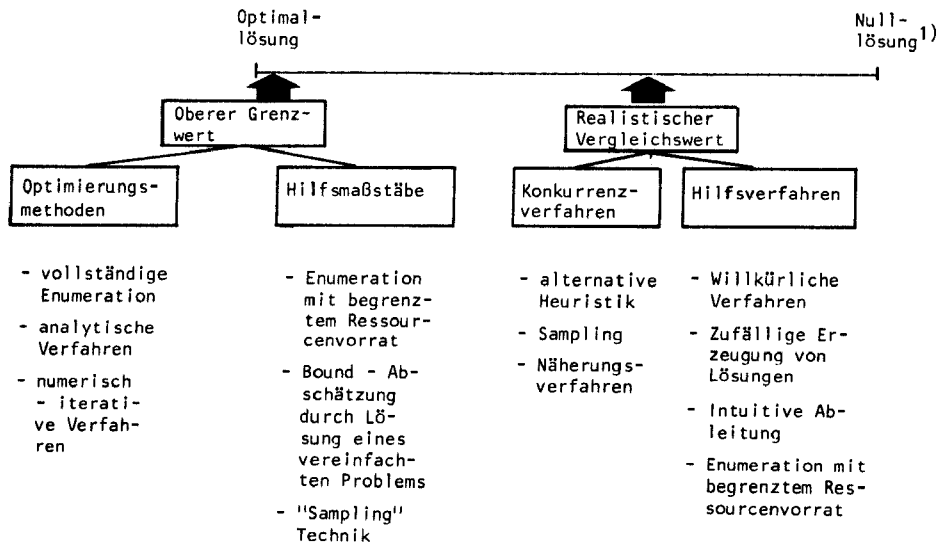 Optimal-
lösung
Null-
lösung1)
Oberer Grenz-
wert
Realistischer
Vergleichswert
Optimierungs-
methoden
Hilfsmaßstäbe
Konkurrenz-
verfahren
Hilfsverfahren
- vollständige
Enumeration
- analytische
Verfahren
- numerisch
- iterati-
ve Verfah-
ren
- Enumeration
mit begrenz-
tem Ressour-
cenvorrat
- Bound - Ab-
schätzung
durch Lö-
sung eines
vereinfach-
ten Problems
- "Sampling"
Technik
- alternative
Heuristik
- Sampling
- Näherungs-
verfahren
- Willkürliche
Verfahren
- Zufällige Er-
zeugung von
Lösungen
- Intuitive Ab-
leitung
- Enumeration mit
begrenztem Res-
sourcenvorrat